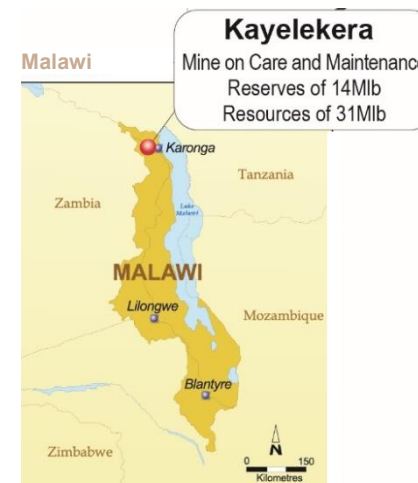 Malawi
Kayelekera
Mine on Care and Maintenance
Reserves of 14Mlb
Resources of 31Mlb
Karonga
Tanzania
Zambia
Lake
Malawi
MALAWI
Lilongwe
Mozambique
Blantyre
Zimbabwe
N
0 150
Kilometres